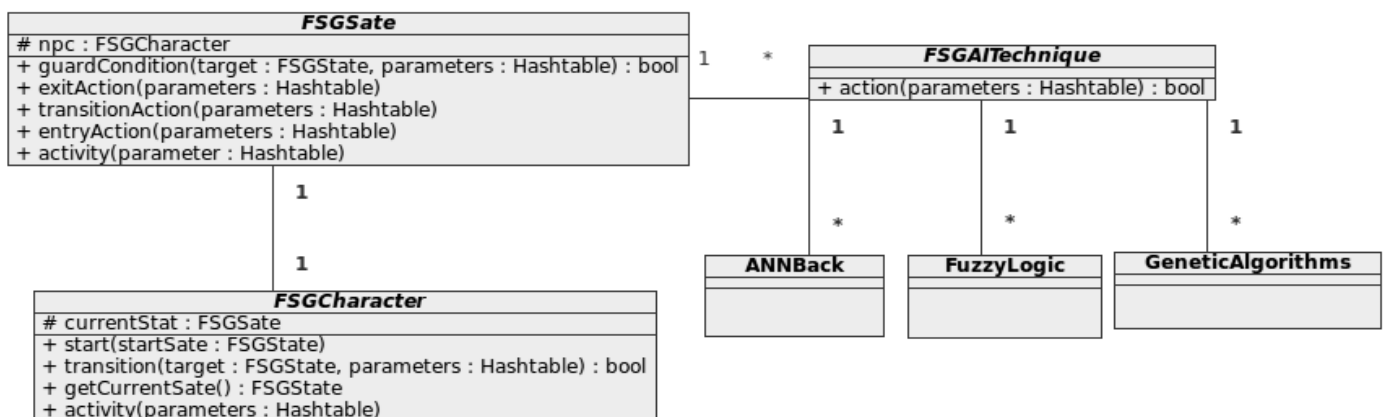 FSGSate
# npc : FSGCharacter
+ guardCondition(target : FSGState, parameters : Hashtable) : bool
+ exitAction(parameters : Hashtable)
+ transitionAction(parameters : Hashtable)
+ entryAction(parameters : Hashtable)
+ activity(parameter : Hashtable)
1 *
FSGAITechnique
+ action(parameters : Hashtable) : bool
1 1 1
* * *
ANNBack
FuzzyLogic
GeneticAlgorithms
1
1
FSGCharacter
# currentStat : FSGSate
+ start(startSate : FSGState)
+ transition(target : FSGState, parameters : Hashtable) : bool
+ getCurrentSate() : FSGState
+ activity(parameters : Hashtable)